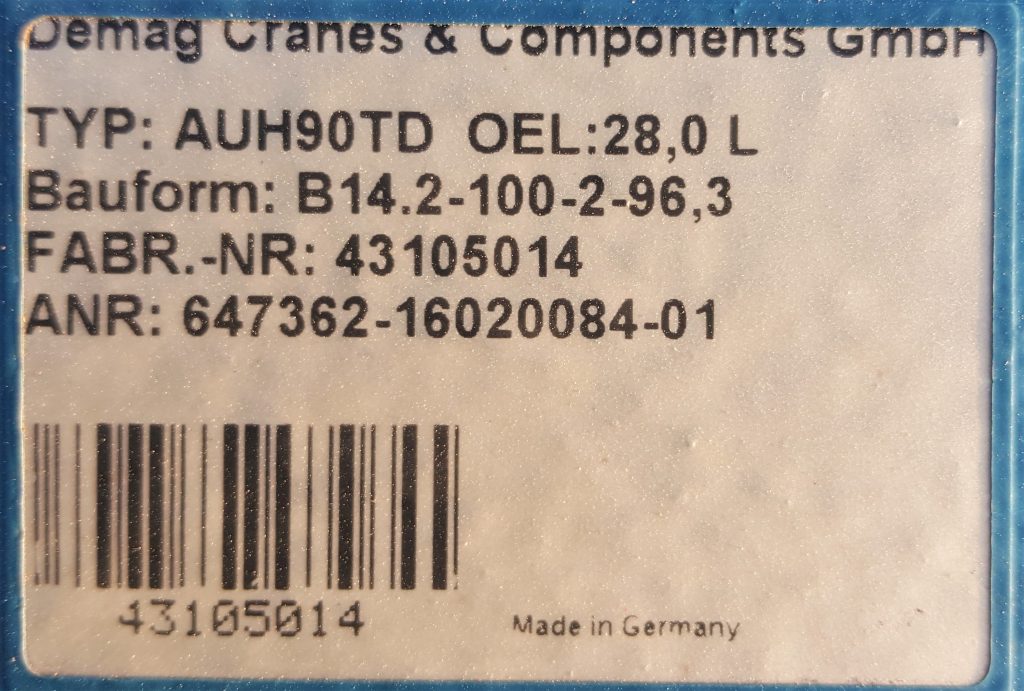 Demag Cranes & Components GmbH
TYP: AUH90TD OEL:28,0 L
Bauform: B14.2-100-2-96,3
FABR.-NR: 43105014
ANR: 647362-16020084-01
43105014
Made in Germany